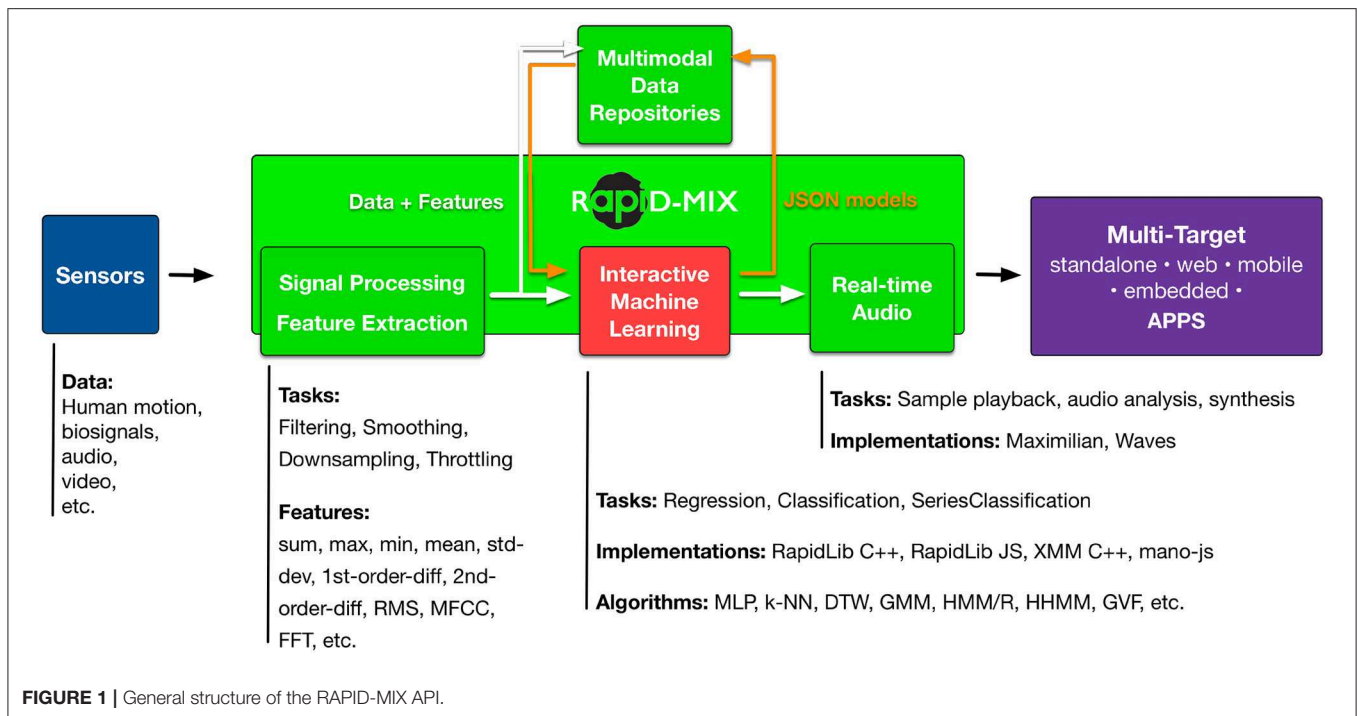 Multimodal
Data
Repositories
Data + Features
RapiD-MIX
JSON models
Sensors
Signal Processing
Feature Extraction
Interactive
Machine
Learning
Real-time
Audio
Multi-Target
standalone • web • mobile
• embedded •
APPS
Data:
Human motion,
biosignals,
audio,
video,
etc.
Tasks:
Filtering, Smoothing,
Downsampling, Throttling
Features:
sum, max, min, mean, std-
dev, 1st-order-diff, 2nd-
order-diff, RMS, MFCC,
FFT, etc.
Tasks: Sample playback, audio analysis, synthesis
Implementations: Maximilian, Waves
Tasks: Regression, Classification, SeriesClassification
Implementations: RapidLib C++, RapidLib JS, XMM C++, mano-js
Algorithms: MLP, k-NN, DTW, GMM, HMM/R, HHMM, GVF, etc.
FIGURE 1 | General structure of the RAPID-MIX API.